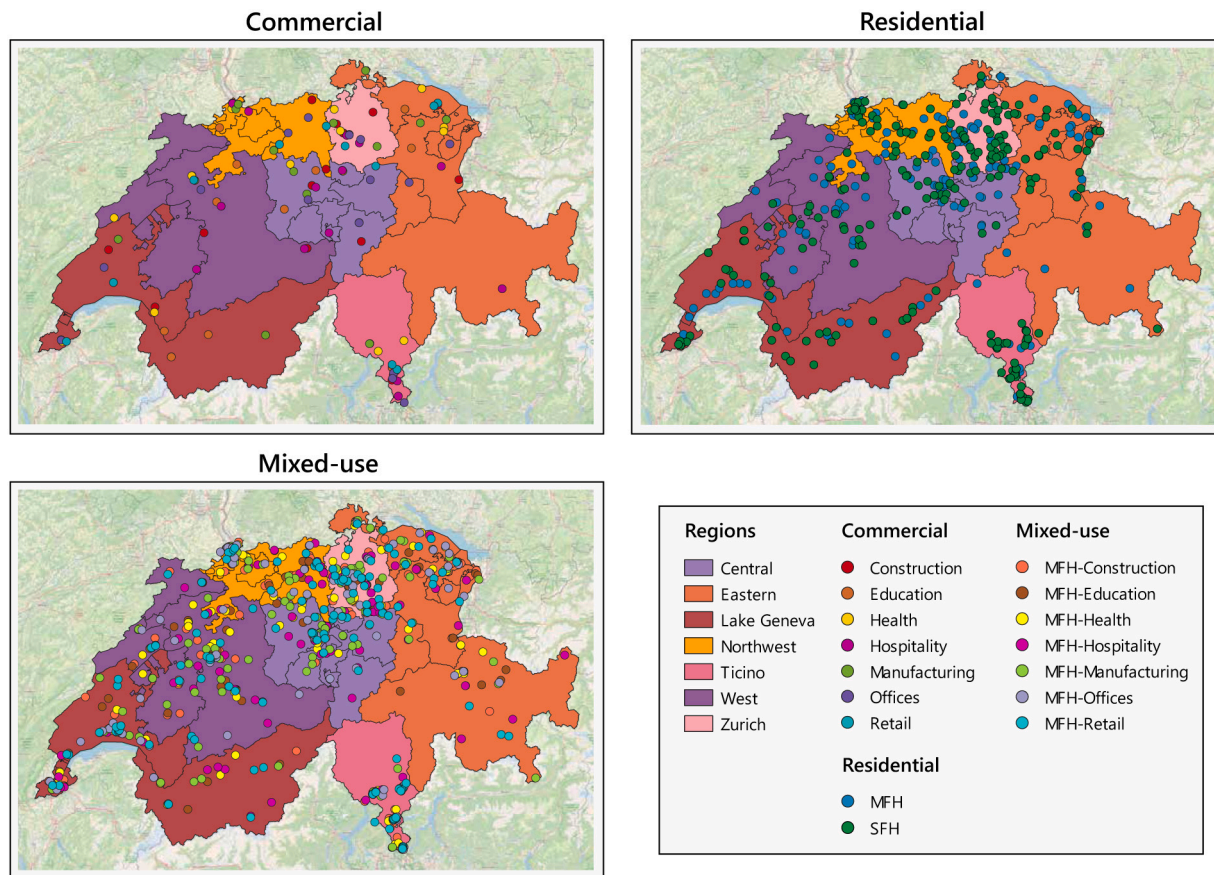 Commercial
Residential
Mixed-use
Regions
Central
Eastern
Lake Geneva
Northwest
Ticino
West
Zurich
Commercial
Construction
Education
Health
Hospitality
Manufacturing
Offices
Retail
Residential
MFH
SFH
Mixed-use
MFH-Construction
MFH-Education
MFH-Health
MFH-Hospitality
MFH-Manufacturing
MFH-Offices
MFH-Retail